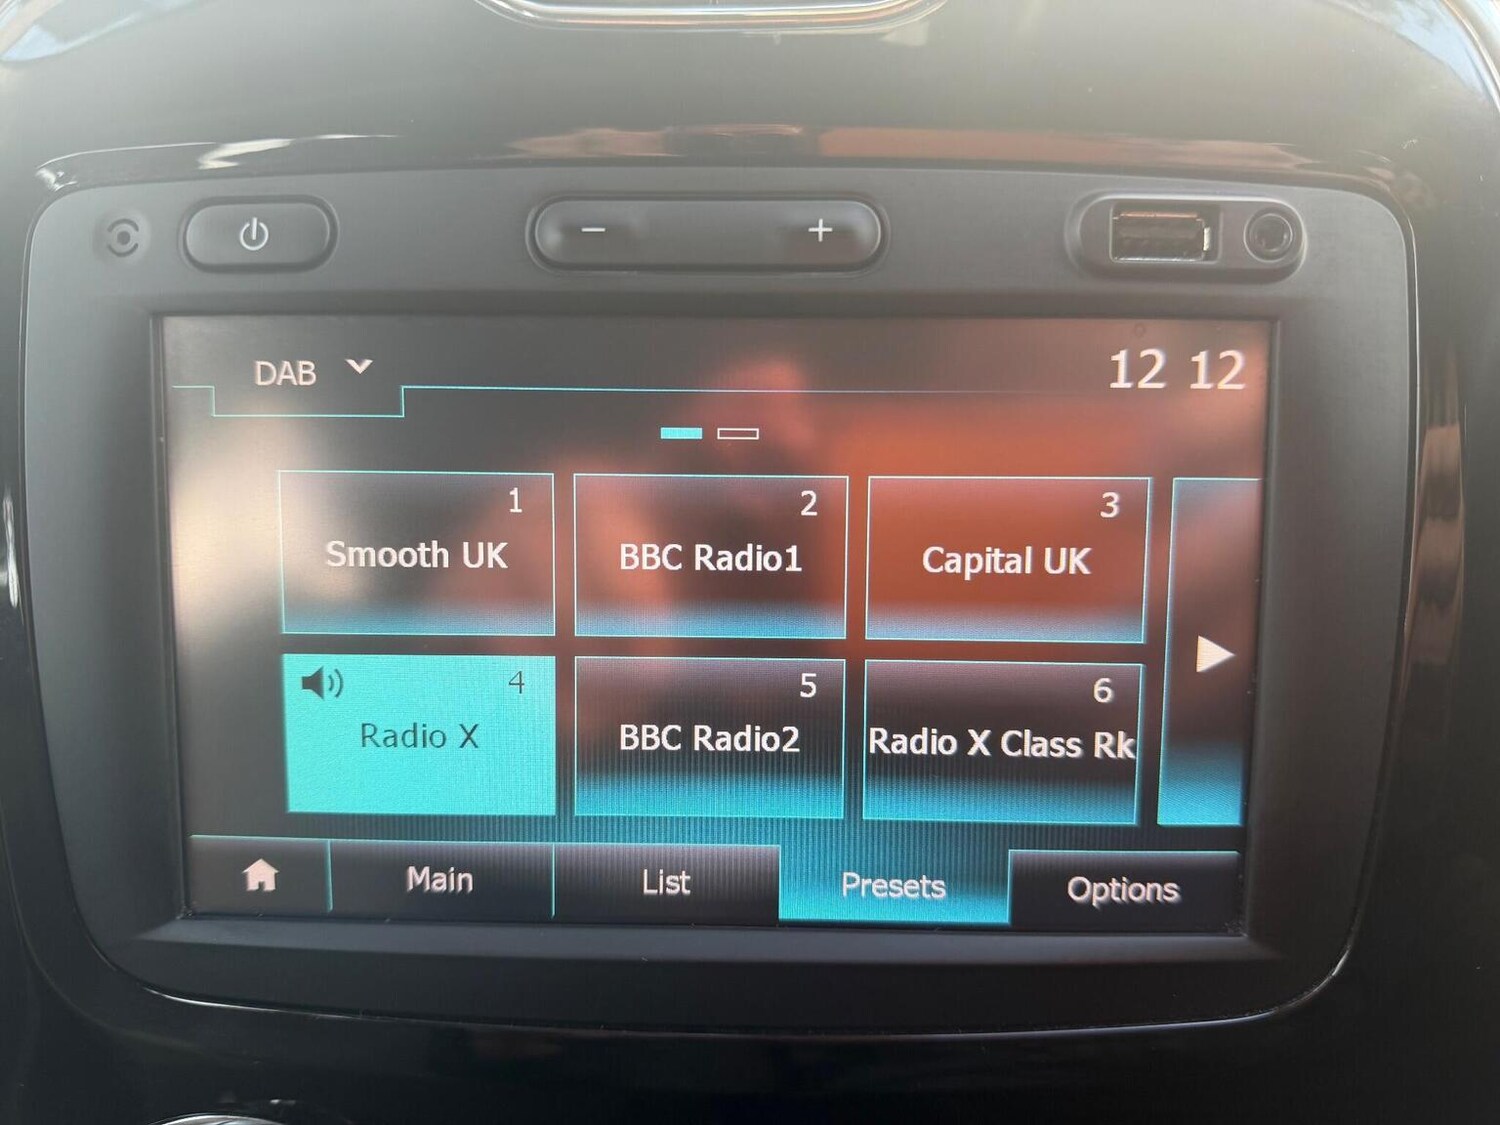 DAB
12 12
1
Smooth UK
2
BBC Radio1
3
Capital UK
4
Radio X
5
BBC Radio2
6
Radio X Class Rk
Main
List
Presets
Options